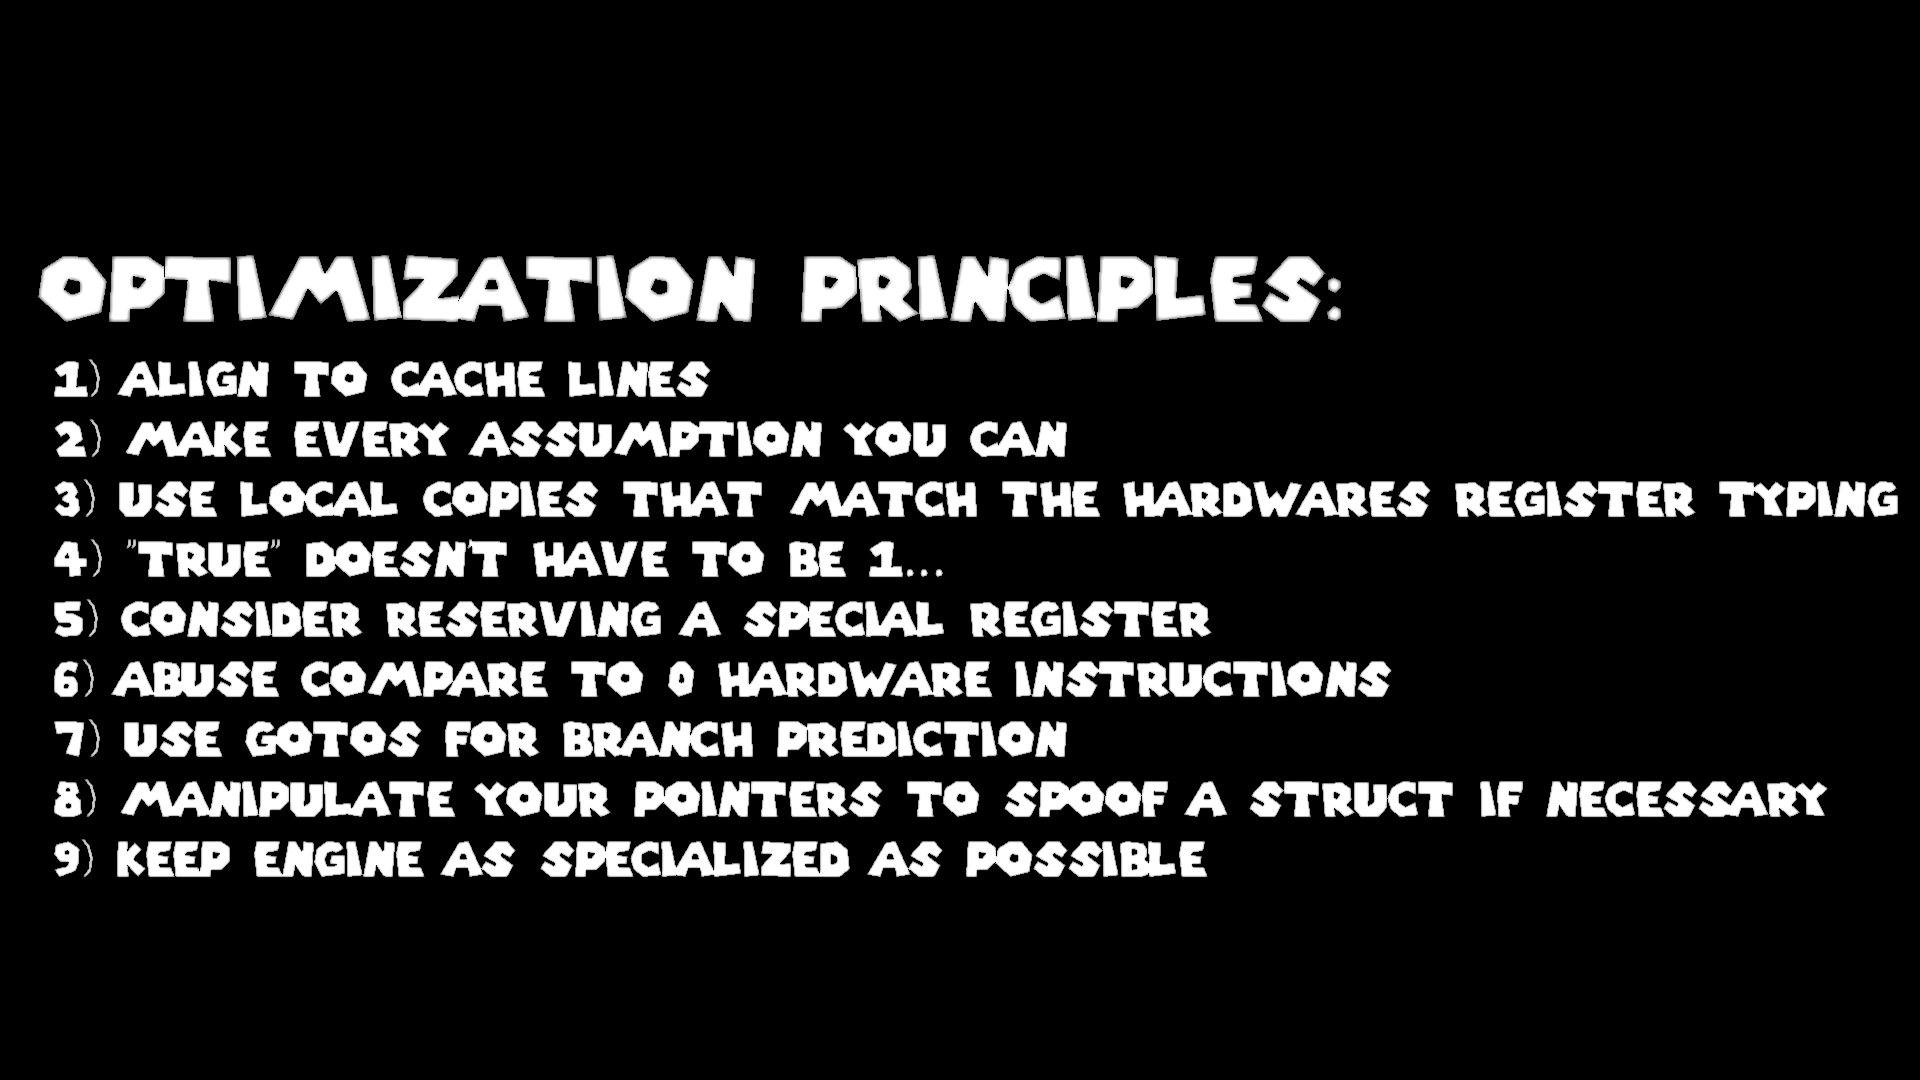 OPTIMIZATION PRINCIPLES:
1) ALIGN TO CACHE LINES
2) MAKE EVERY ASSUMPTION YOU CAN
3) USE LOCAL COPIES THAT MATCH THE HARDWARES REGISTER TYPING
4) "TRUE" DOESN'T HAVE TO BE 1...
5) CONSIDER RESERVING A SPECIAL REGISTER
6) ABUSE COMPARE TO 0 HARDWARE INSTRUCTIONS
7) USE GOTOS FOR BRANCH PREDICTION
8) MANIPULATE YOUR POINTERS TO SPOOF A STRUCT IF NECESSARY
9) KEEP ENGINE AS SPECIALIZED AS POSSIBLE